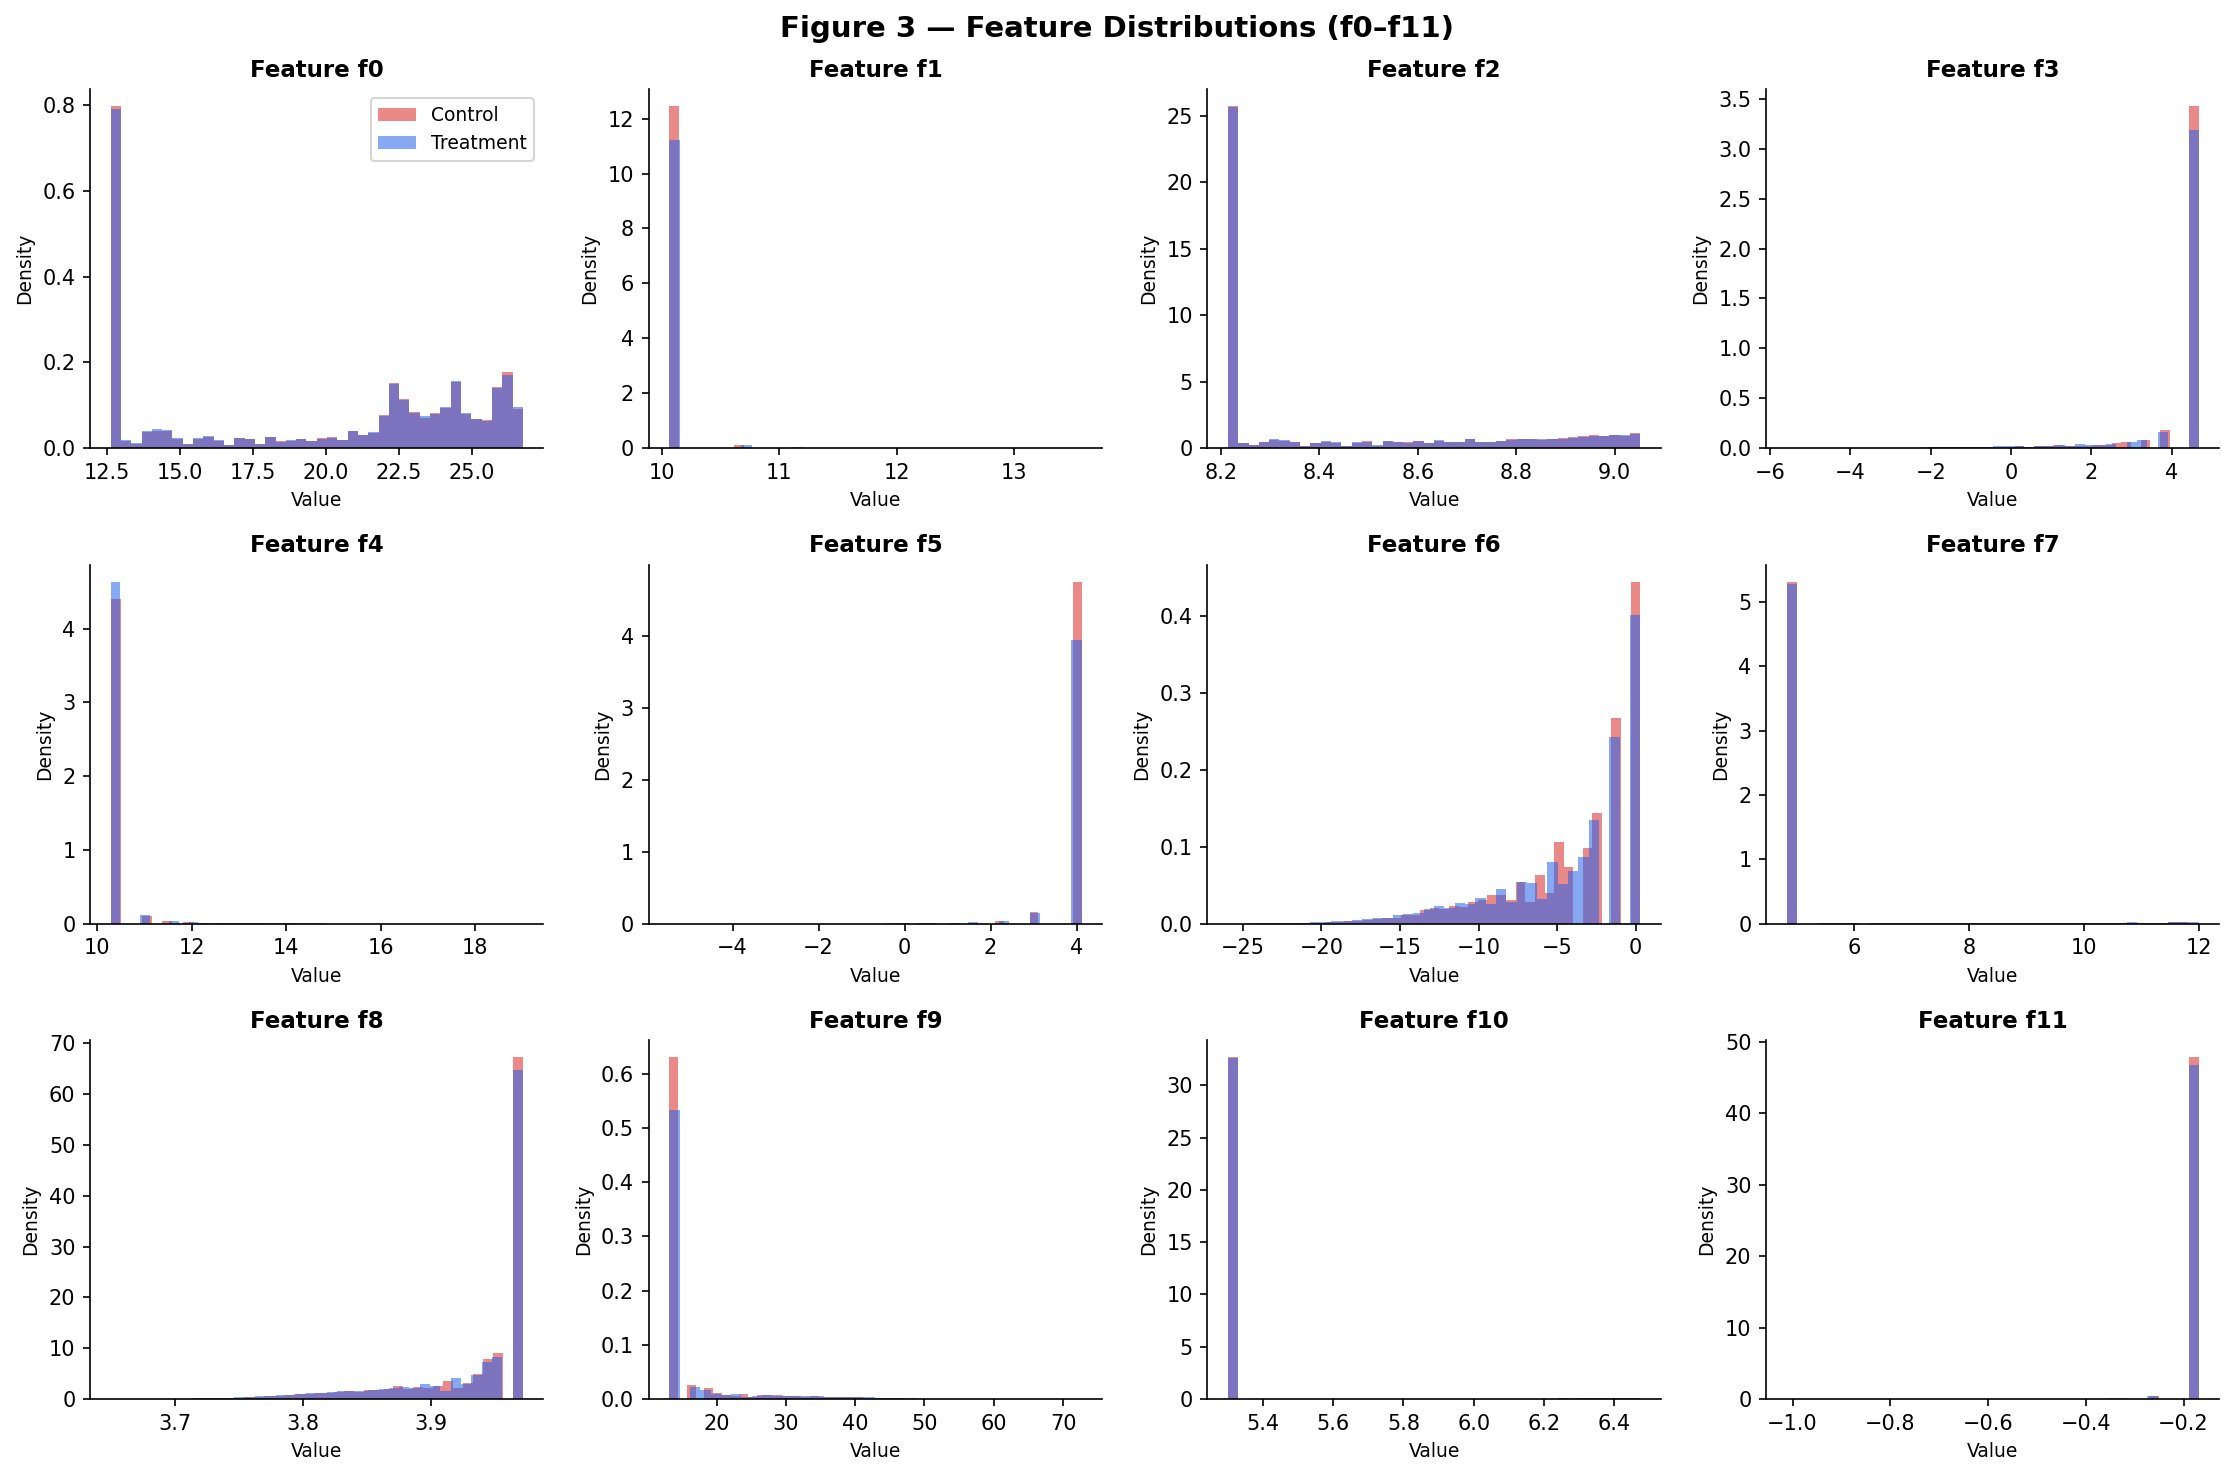 Figure 3 — Feature Distributions (f0–f11)
Feature f0
Density
0.8
0.6
0.4
0.2
0.0
Control
Treatment
12.5 15.0 17.5 20.0 22.5 25.0
Value
Feature f1
Density
12
10
8
6
4
2
0
10 11 12 13
Value
Feature f2
Density
25
20
15
10
5
0
8.2 8.4 8.6 8.8 9.0
Value
Feature f3
Density
3.5
3.0
2.5
2.0
1.5
1.0
0.5
0.0
−6 −4 −2 0 2 4
Value
Feature f4
Density
4
3
2
1
0
10 12 14 16 18
Value
Feature f5
Density
4
3
2
1
0
−4 −2 0 2 4
Value
Feature f6
Density
0.4
0.3
0.2
0.1
0.0
−25 −20 −15 −10 −5 0
Value
Feature f7
Density
5
4
3
2
1
0
6 8 10 12
Value
Feature f8
Density
70
60
50
40
30
20
10
0
3.7 3.8 3.9
Value
Feature f9
Density
0.6
0.5
0.4
0.3
0.2
0.1
0.0
20 30 40 50 60 70
Value
Feature f10
Density
30
25
20
15
10
5
0
5.4 5.6 5.8 6.0 6.2 6.4
Value
Feature f11
Density
50
40
30
20
10
0
−1.0 −0.8 −0.6 −0.4 −0.2
Value